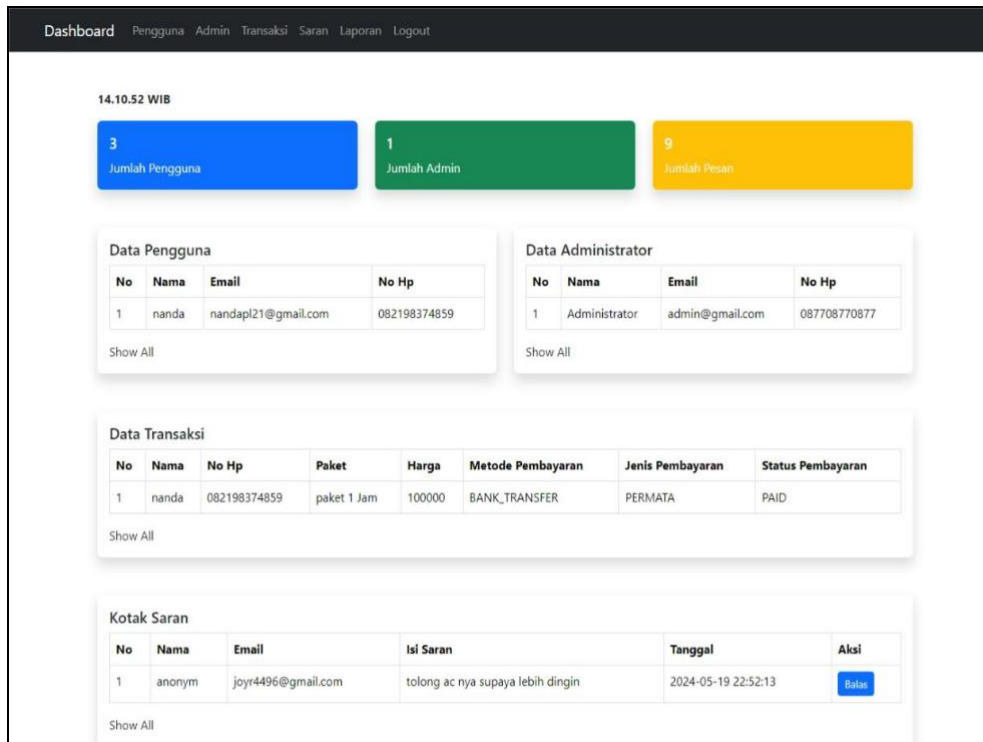 Dashboard Pengguna Admin Transaksi Saran Laporan Logout
14.10.52 WIB
3
Jumlah Pengguna
1
Jumlah Admin
9
Jumlah Pesan
Data Pengguna
No Nama Email No Hp
1 nanda nandapl21@gmail.com 082198374859
Show All
Data Administrator
No Nama Email No Hp
1 Administrator admin@gmail.com 087708770877
Show All
Data Transaksi
No Nama No Hp Paket Harga Metode Pembayaran Jenis Pembayaran Status Pembayaran
1 nanda 082198374859 paket 1 Jam 100000 BANK_TRANSFER PERMATA PAID
Show All
Kotak Saran
No Nama Email Isi Saran Tanggal Aksi
1 anonym joyr4496@gmail.com tolong ac nya supaya lebih dingin 2024-05-19 22:52:13 Balas
Show All